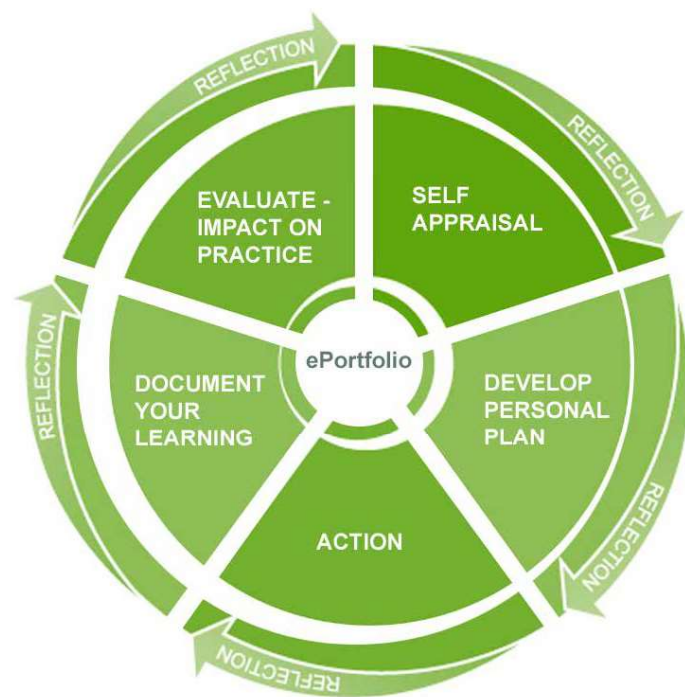 REFLECTION
REFLECTION
EVALUATE -
IMPACT ON
PRACTICE
SELF
APPRAISAL
ePortfolio
REFLECTION
DOCUMENT
YOUR
LEARNING
DEVELOP
PERSONAL
PLAN
REFLECTION
ACTION
REFLECTION